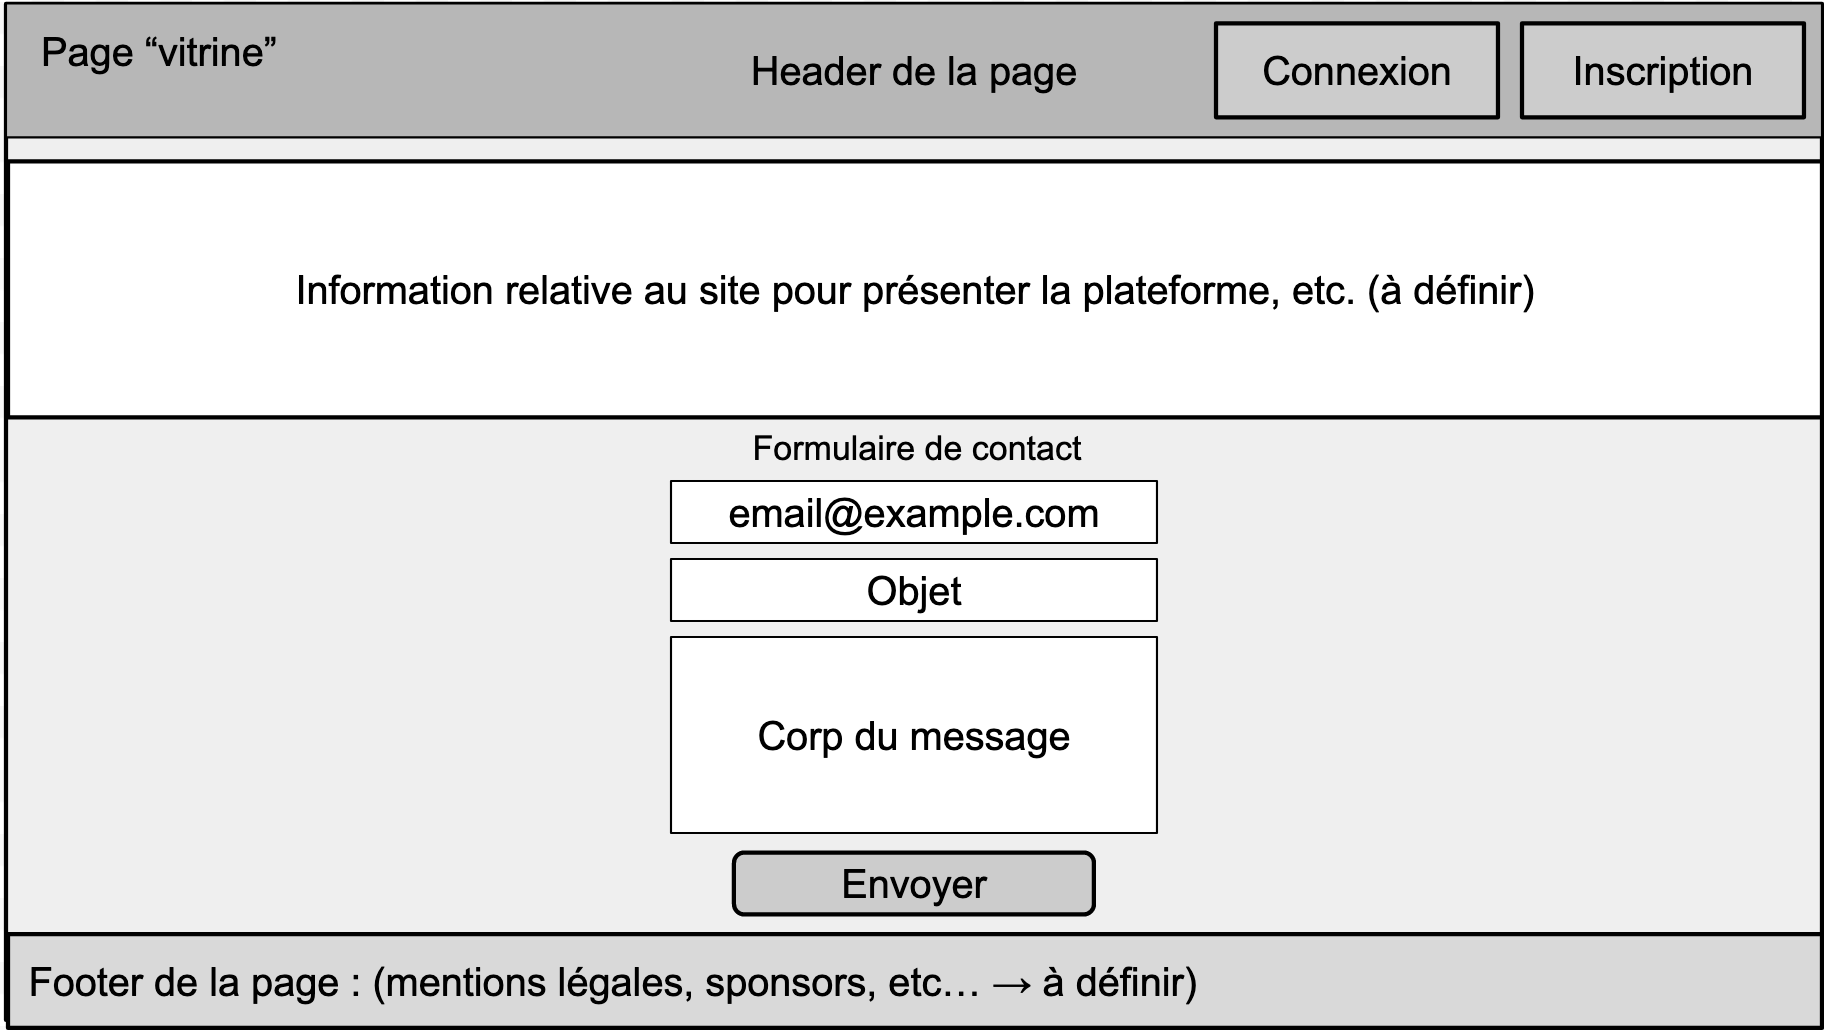 Page “vitrine”
Header de la page
Connexion
Inscription
Information relative au site pour présenter la plateforme, etc. (à définir)
Formulaire de contact
email@example.com
Objet
Corp du message
Envoyer
Footer de la page : (mentions légales, sponsors, etc… → à définir)